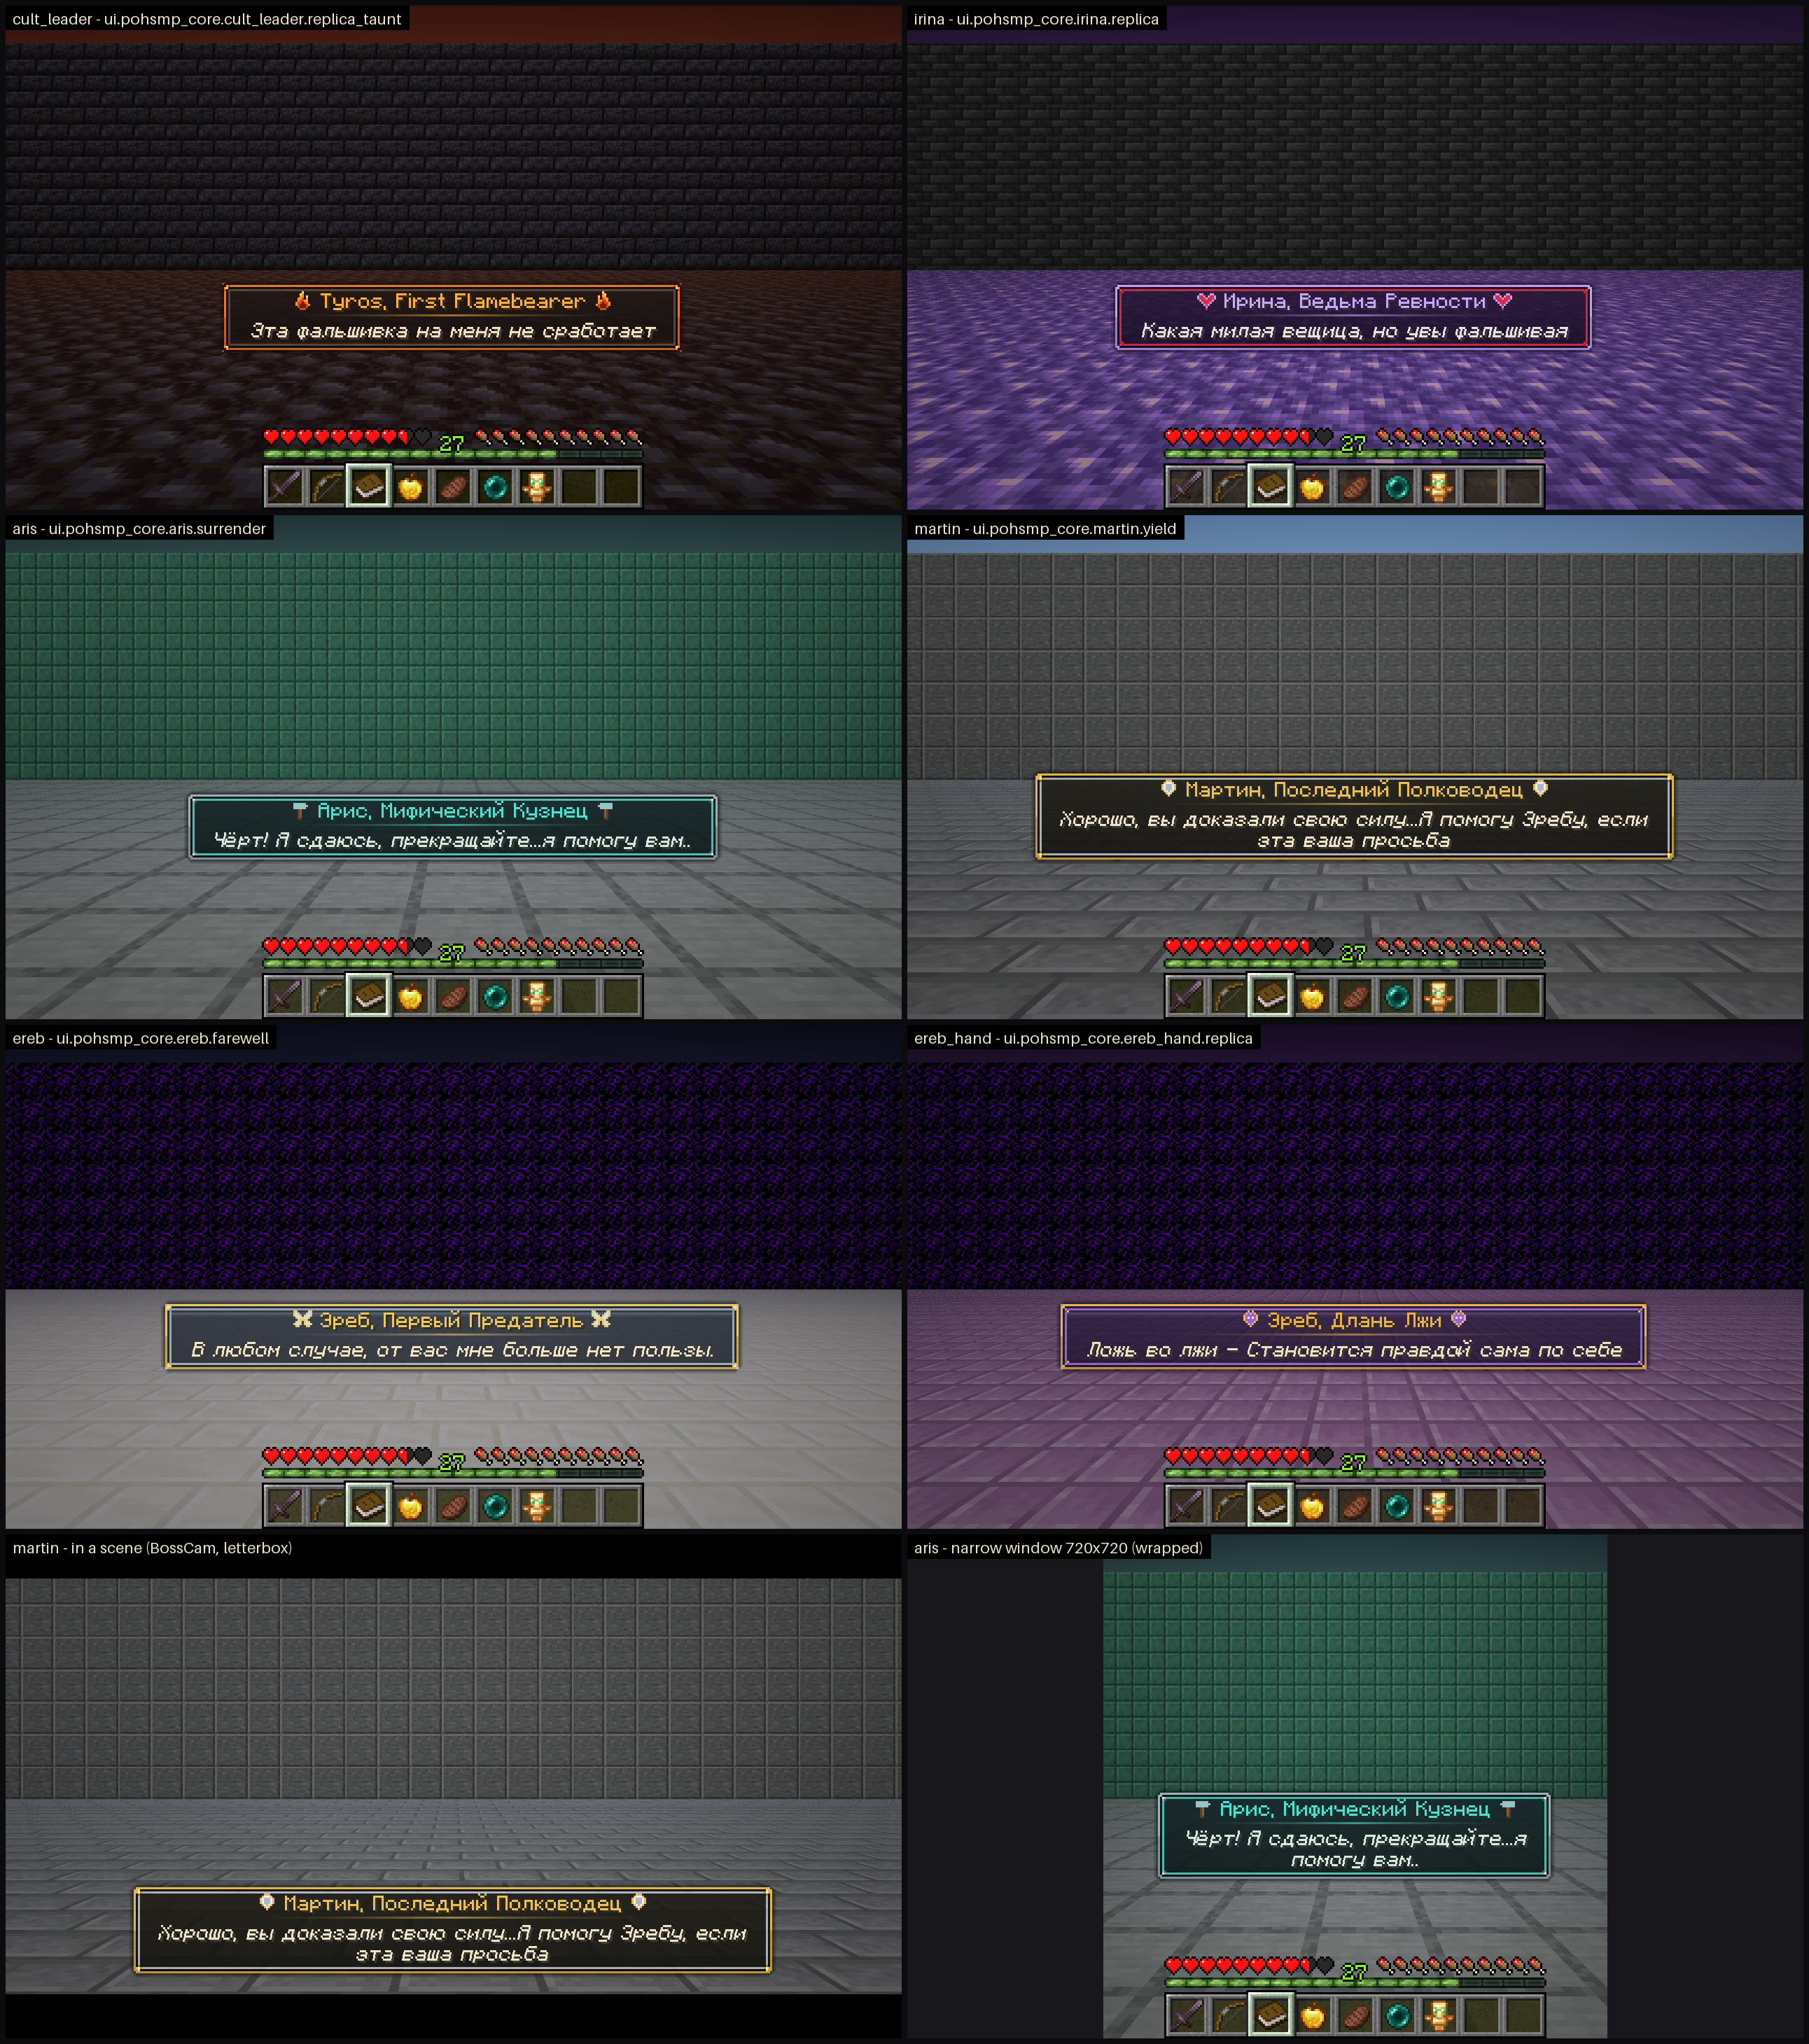 cult_leader - ui.pohsmp_core.cult_leader.replica_taunt
Tyros, First Flamebearer
Эта фальшивка на меня не сработает
27
irina - ui.pohsmp_core.irina.replica
Ирина, Ведьма Ревности
Какая милая вещица, но увы фальшивая
27
aris - ui.pohsmp_core.aris.surrender
Арис, Мифический Кузнец
Чёрт! Я сдаюсь, прекращайте...я помогу вам..
27
martin - ui.pohsmp_core.martin.yield
Мартин, Последний Полководец
Хорошо, вы доказали свою силу...Я помогу Эребу, если
эта ваша просьба
27
ereb - ui.pohsmp_core.ereb.farewell
Эреб, Первый Предатель
В любом случае, от вас мне больше нет пользы.
27
ereb_hand - ui.pohsmp_core.ereb_hand.replica
Эреб, Длань Лжи
Ложь во лжи – Становится правдой сама по себе
27
martin - in a scene (BossCam, letterbox)
Мартин, Последний Полководец
Хорошо, вы доказали свою силу...Я помогу Эребу, если
эта ваша просьба
aris - narrow window 720x720 (wrapped)
Арис, Мифический Кузнец
Чёрт! Я сдаюсь, прекращайте...я
помогу вам..
27